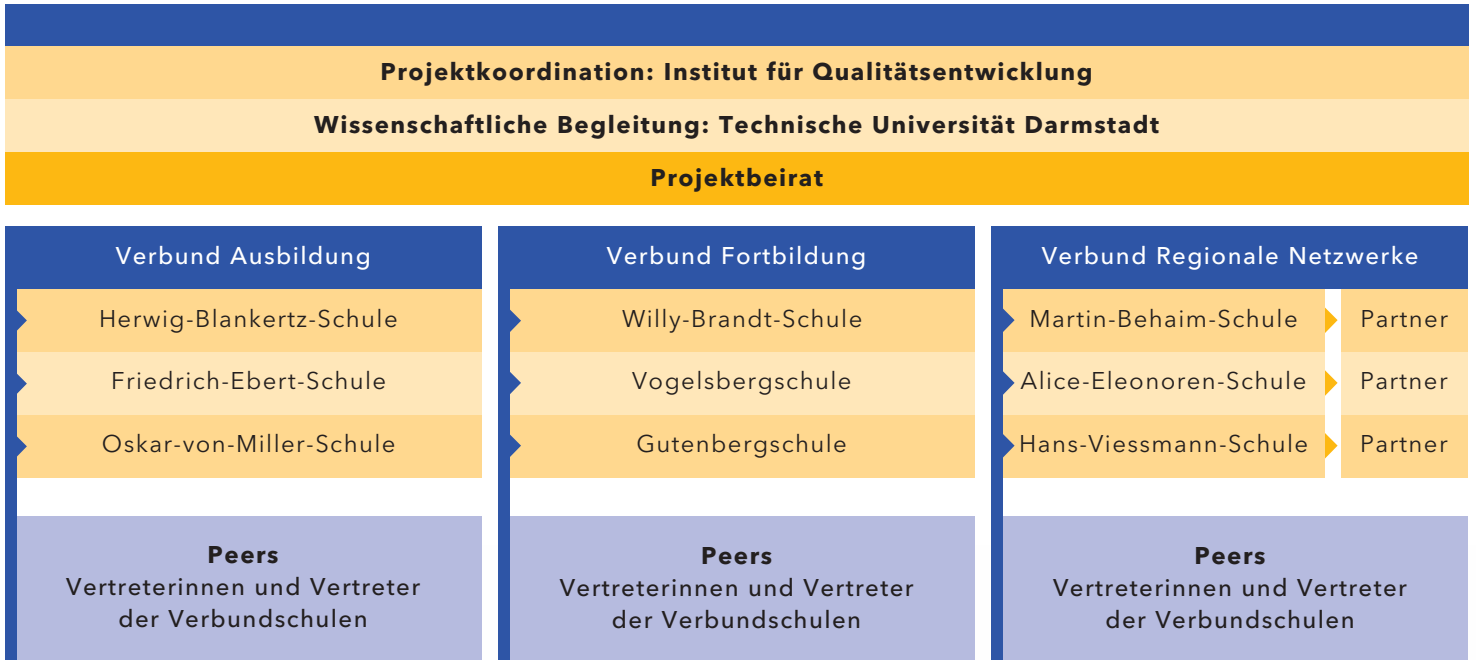 Projektkoordination: Institut für Qualitätsentwicklung
Wissenschaftliche Begleitung: Technische Universität Darmstadt
Projektbeirat
Verbund Ausbildung
Herwig-Blankertz-Schule
Friedrich-Ebert-Schule
Oskar-von-Miller-Schule
Peers
Vertreterinnen und Vertreter
der Verbundschulen
Verbund Fortbildung
Willy-Brandt-Schule
Vogelsbergschule
Gutenbergschule
Peers
Vertreterinnen und Vertreter
der Verbundschulen
Verbund Regionale Netzwerke
Martin-Behaim-Schule Partner
Alice-Eleonoren-Schule Partner
Hans-Viessmann-Schule Partner
Peers
Vertreterinnen und Vertreter
der Verbundschulen